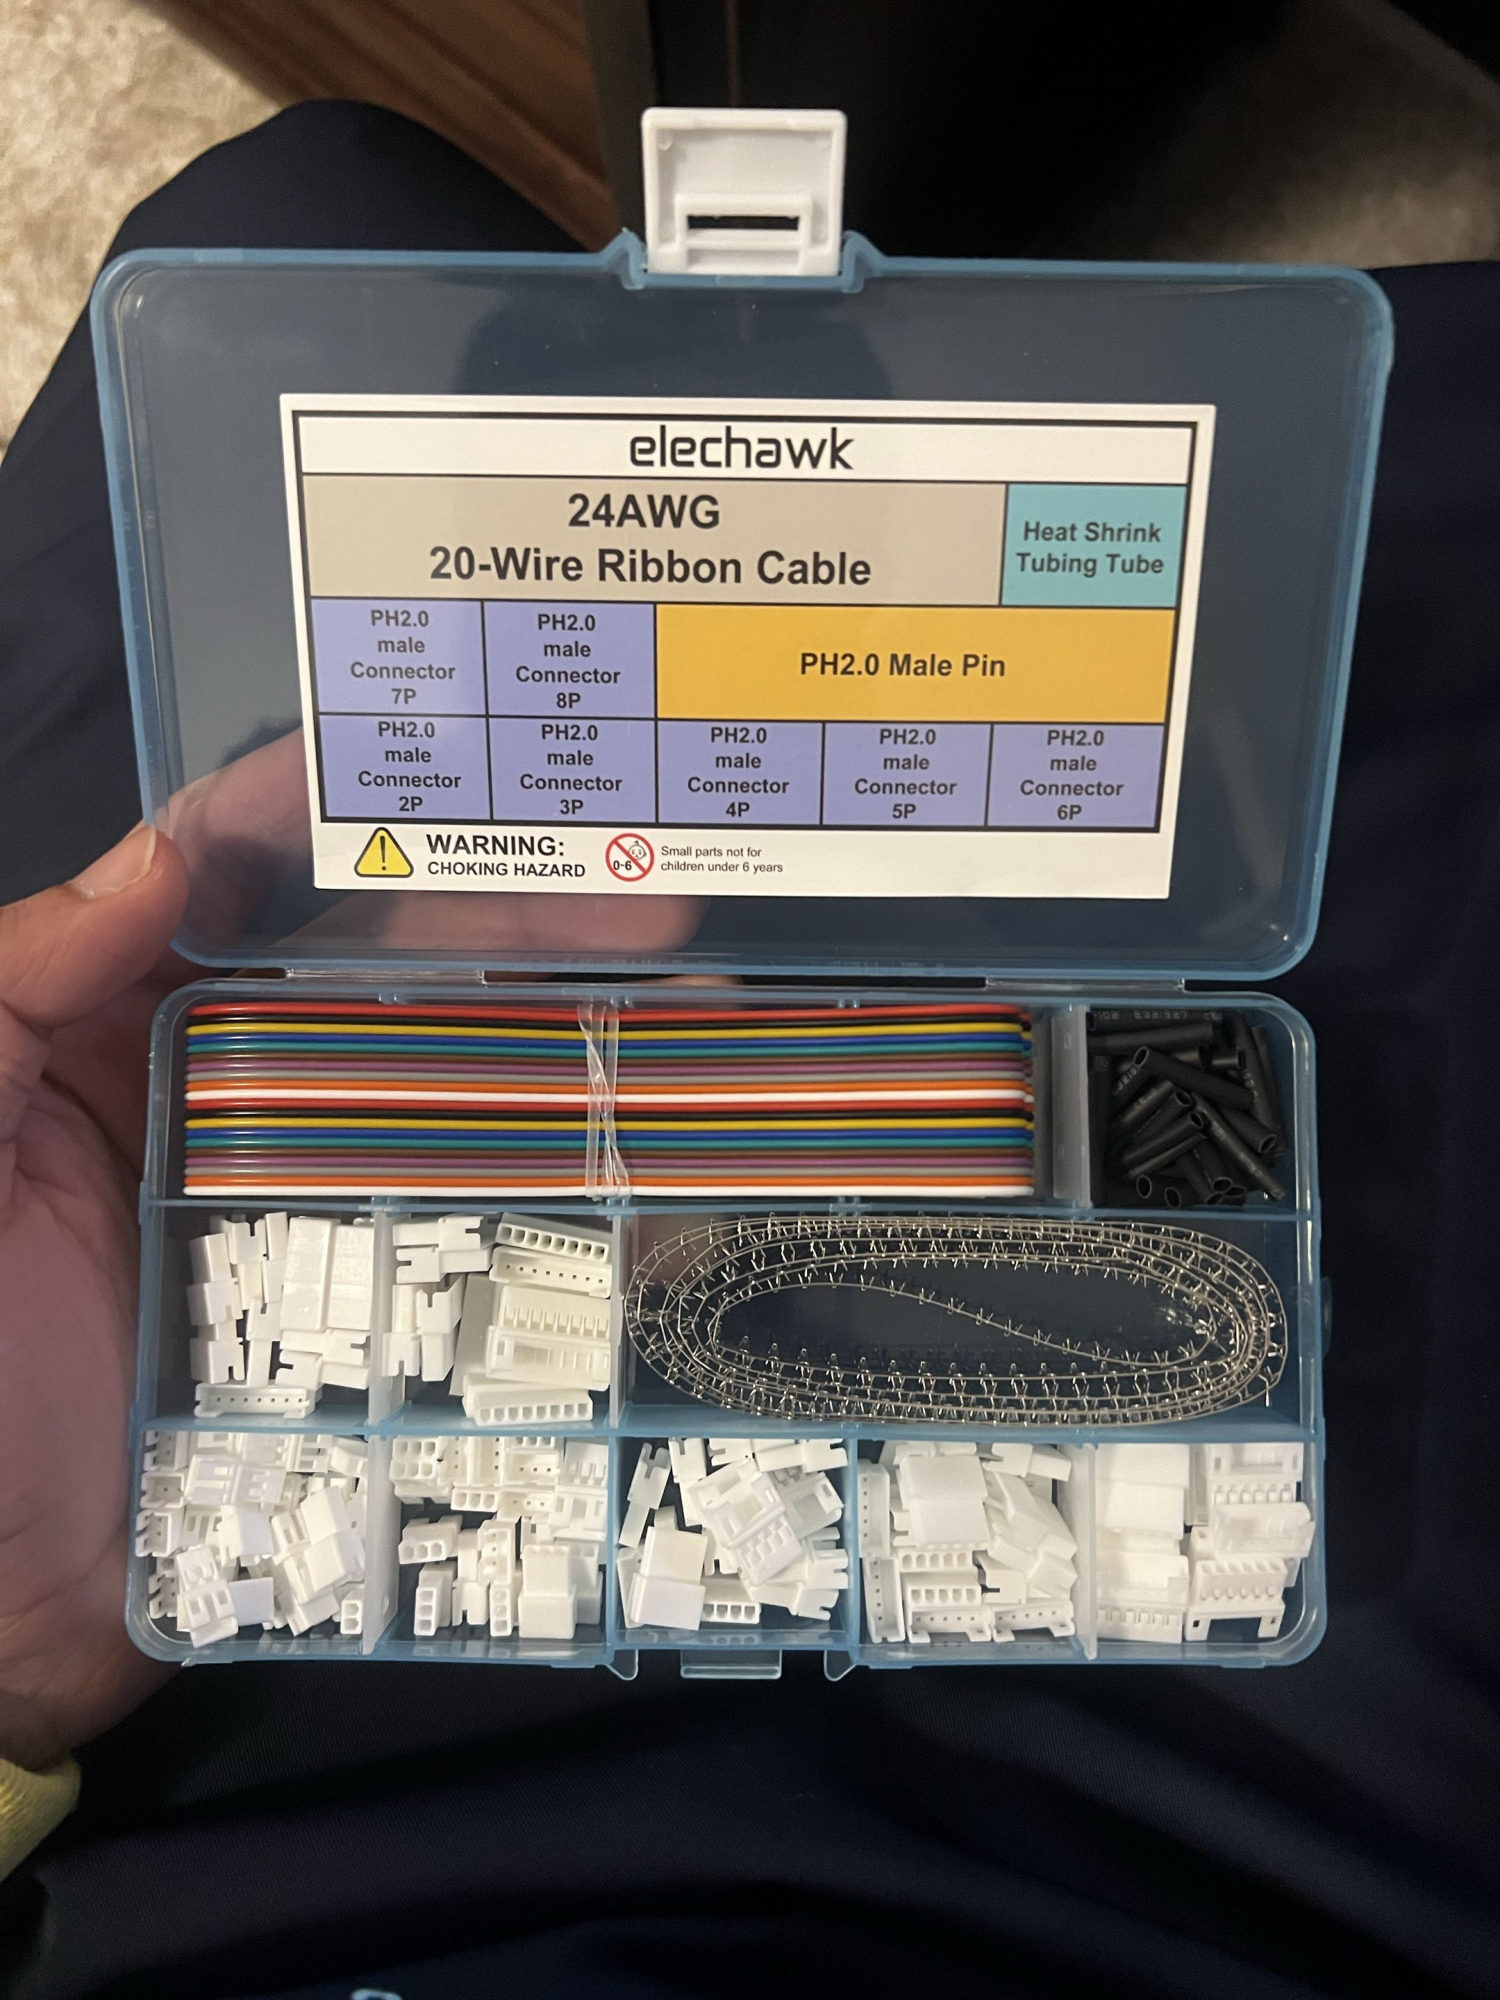 elechawk
24AWG
20-Wire Ribbon Cable
Heat Shrink
Tubing Tube
PH2.0
male
Connector
7P
PH2.0
male
Connector
8P
PH2.0 Male Pin
PH2.0
male
Connector
2P
PH2.0
male
Connector
3P
PH2.0
male
Connector
4P
PH2.0
male
Connector
5P
PH2.0
male
Connector
6P
WARNING:
CHOKING HAZARD
0-6
Small parts not for
children under 6 years